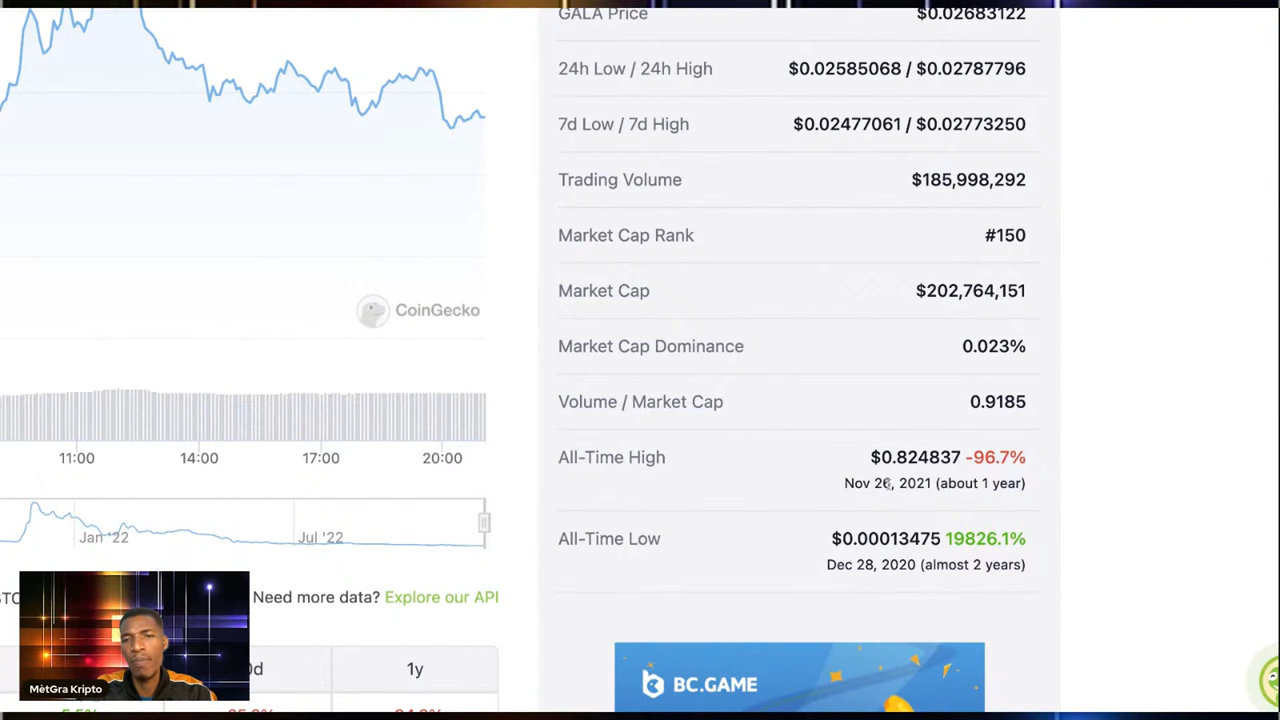 GALA Price $0.02683122
24h Low / 24h High $0.02585068 / $0.02787796
7d Low / 7d High $0.02477061 / $0.02773250
Trading Volume $185,998,292
Market Cap Rank #150
Market Cap $202,764,151
Market Cap Dominance 0.023%
Volume / Market Cap 0.9185
All-Time High $0.824837 -96.7%
Nov 26, 2021 (about 1 year)
All-Time Low $0.00013475 19826.1%
Dec 28, 2020 (almost 2 years)
CoinGecko
11:00 14:00 17:00 20:00
Jan '22 Jul '22
Need more data? Explore our API
1y
MètGra Kripto
BC.GAME